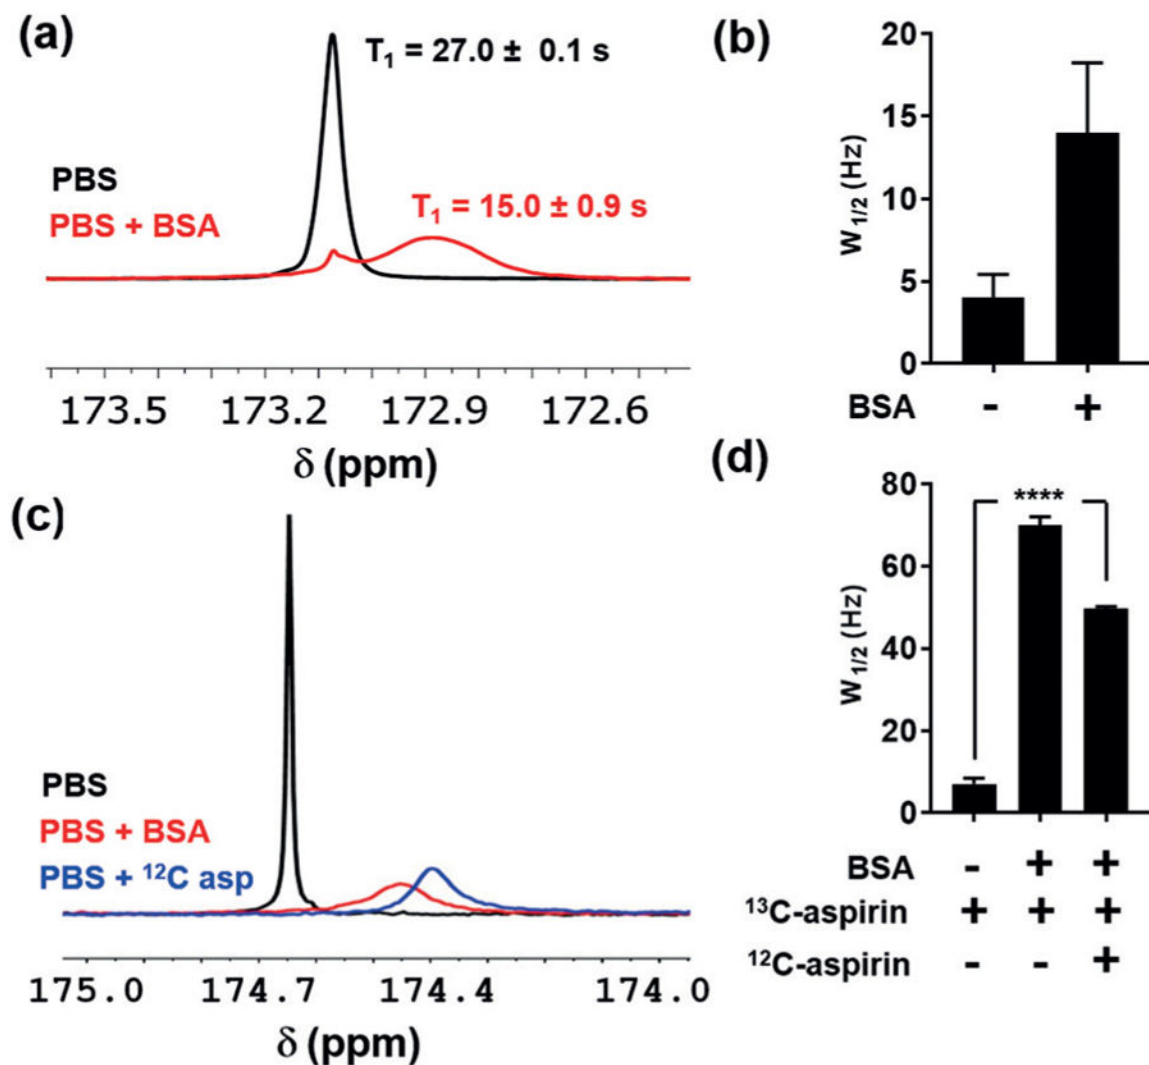 (a)
T₁ = 27.0 ± 0.1 s
PBS
PBS + BSA
T₁ = 15.0 ± 0.9 s
173.5 173.2 172.9 172.6
δ (ppm)
(b)
20
15
10
5
0
W₁/₂ (Hz)
BSA - +
(c)
PBS
PBS + BSA
PBS + ¹²C asp
175.0 174.7 174.4 174.0
δ (ppm)
(d)
80
60
40
20
0
W₁/₂ (Hz)
****
BSA - + +
¹³C-aspirin + + +
¹²C-aspirin - - +